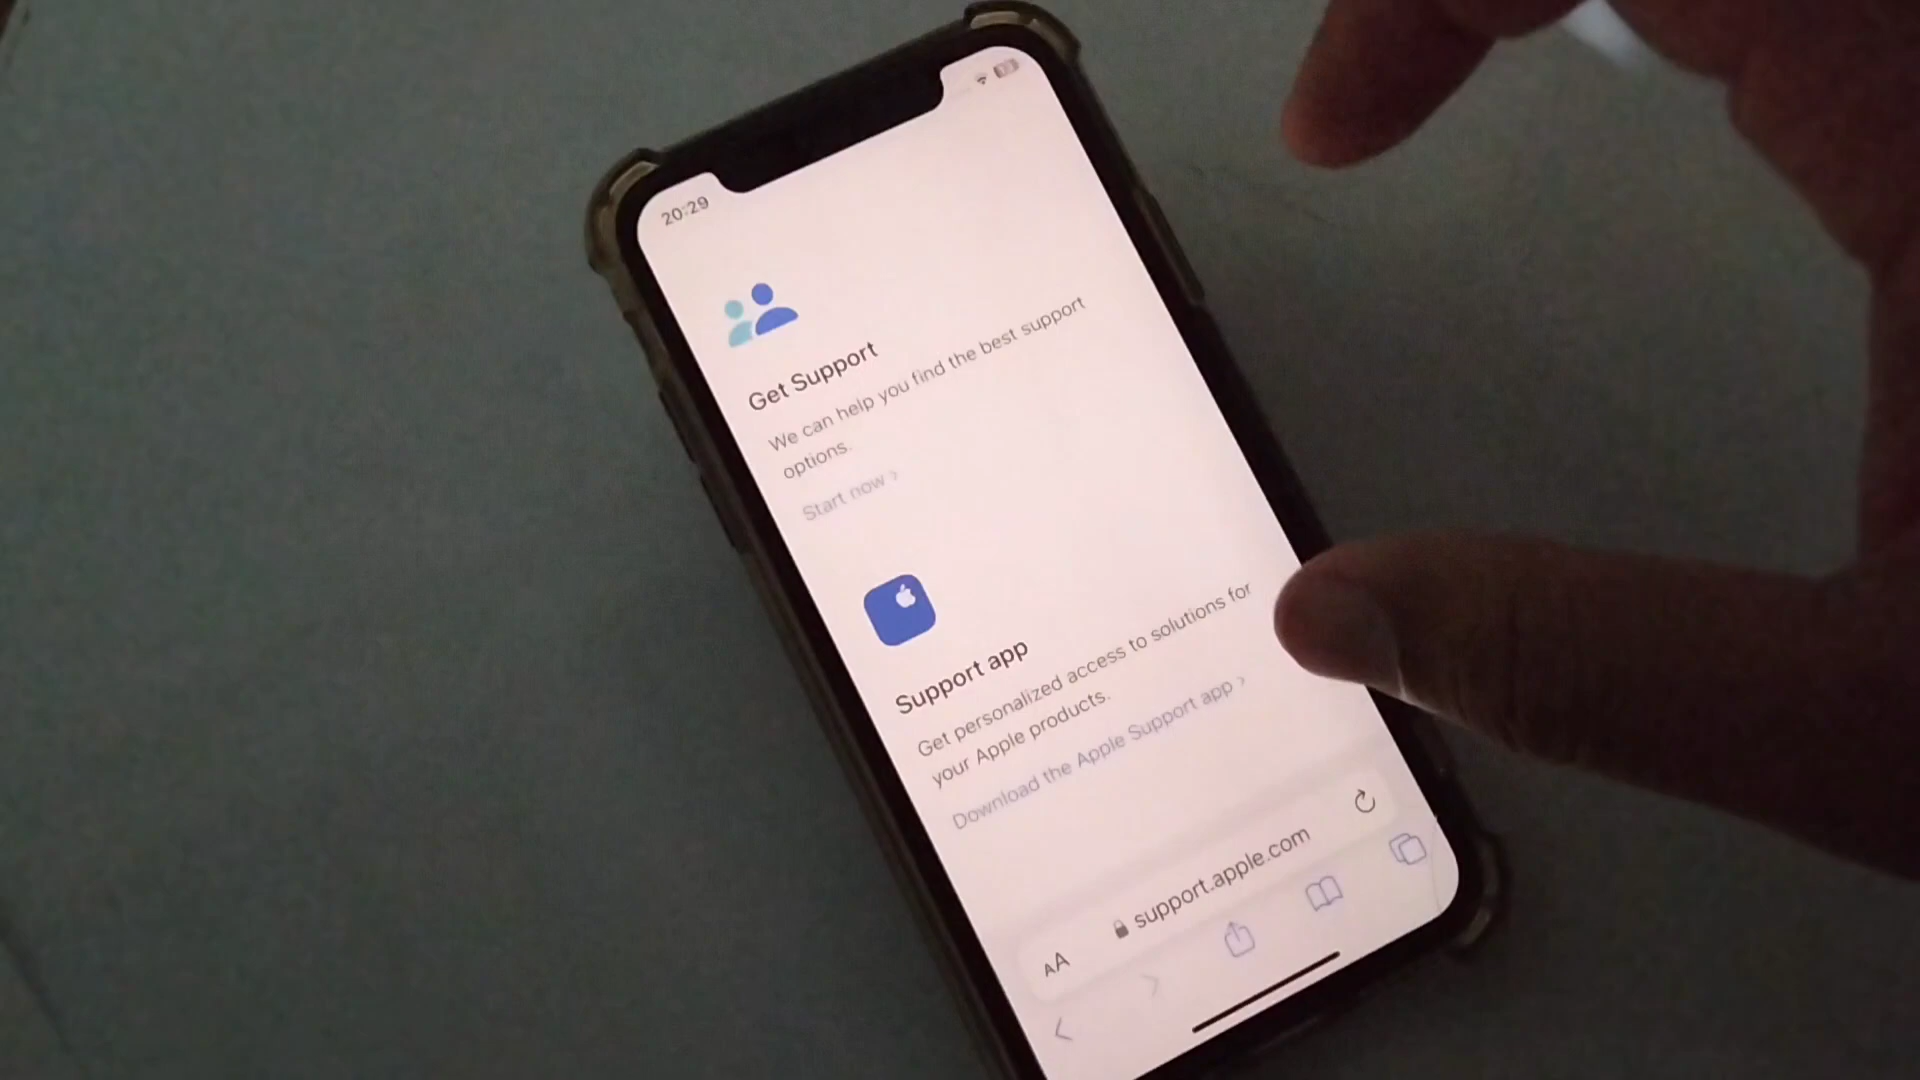 20:29
Get Support
We can help you find the best support
options.
Start now >
Support app
Get personalized access to solutions for
your Apple products.
Download the Apple Support app >
AA support.apple.com